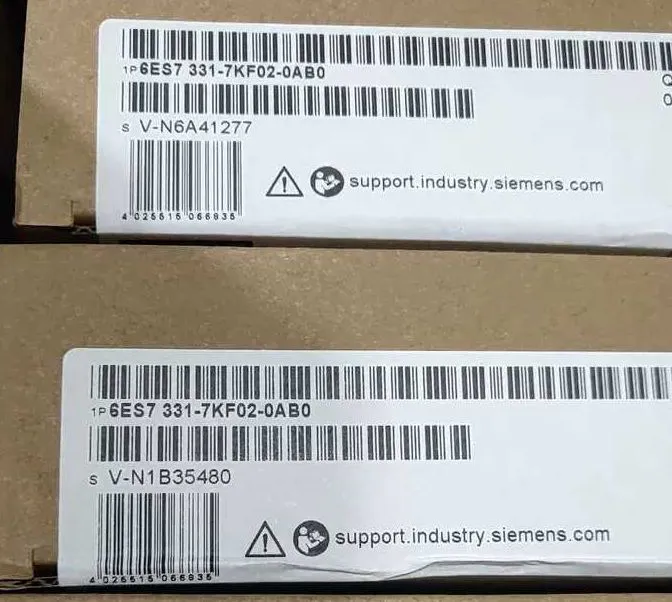 1P 6ES7 331-7KF02-0AB0
Q
0
S V-N6A41277
support.industry.siemens.com
4 025515 066835
1P 6ES7 331-7KF02-0AB0
S V-N1B35480
support.industry.siemens.com
4 025515 066835